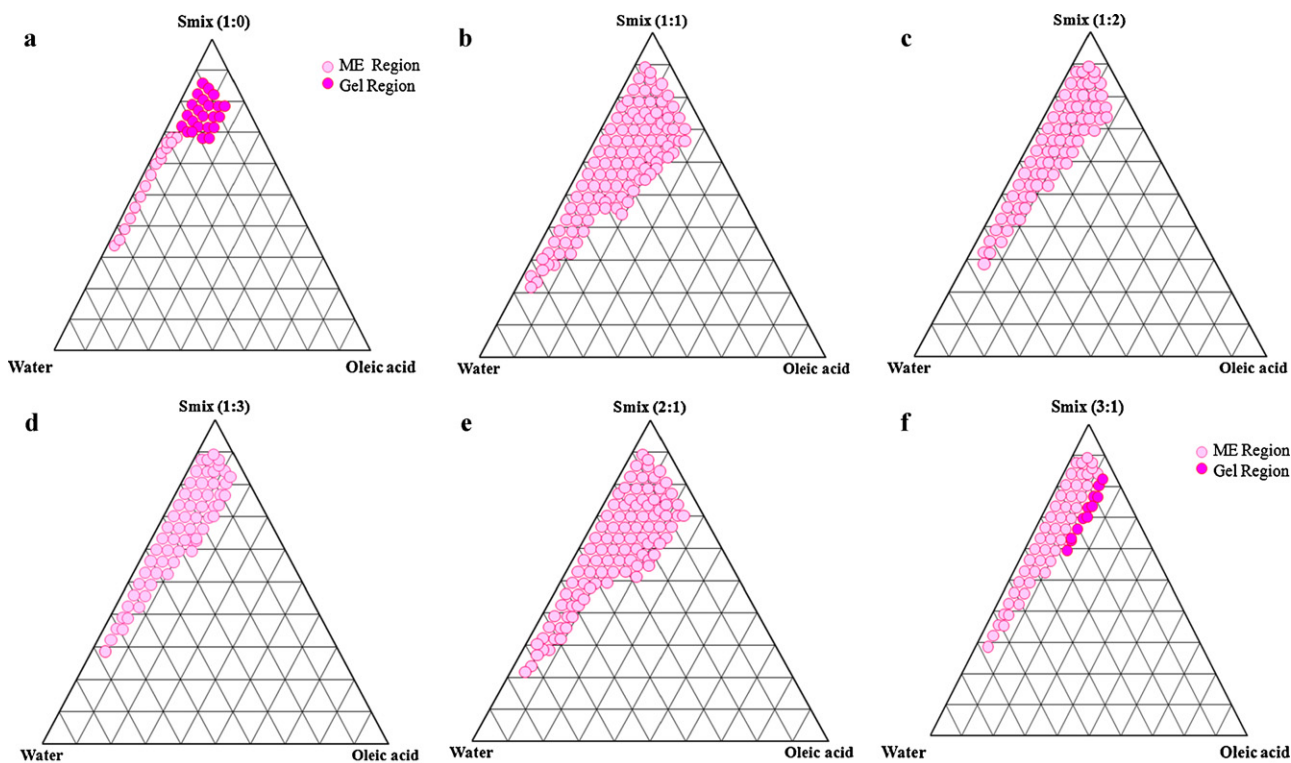 a
Smix (1:0)
ME Region
Gel Region
Water
Oleic acid
b
Smix (1:1)
Water
Oleic acid
c
Smix (1:2)
Water
Oleic acid
d
Smix (1:3)
Water
Oleic acid
e
Smix (2:1)
Water
Oleic acid
f
Smix (3:1)
ME Region
Gel Region
Water
Oleic acid